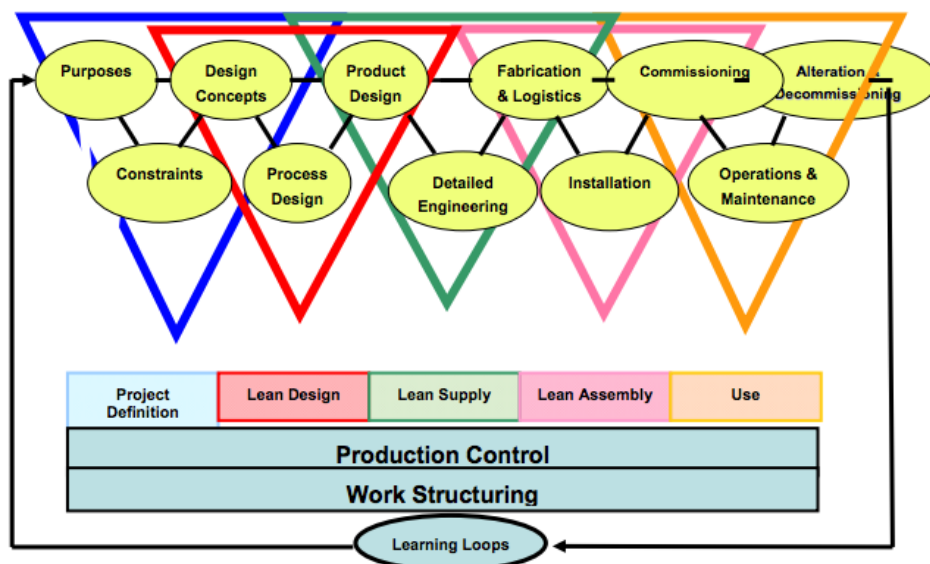 Purposes
Design
Concepts
Product
Design
Fabrication
& Logistics
Commissioning
Alteration &
Decommissioning
Constraints
Process
Design
Detailed
Engineering
Installation
Operations &
Maintenance
Project
Definition
Lean Design
Lean Supply
Lean Assembly
Use
Production Control
Work Structuring
Learning Loops